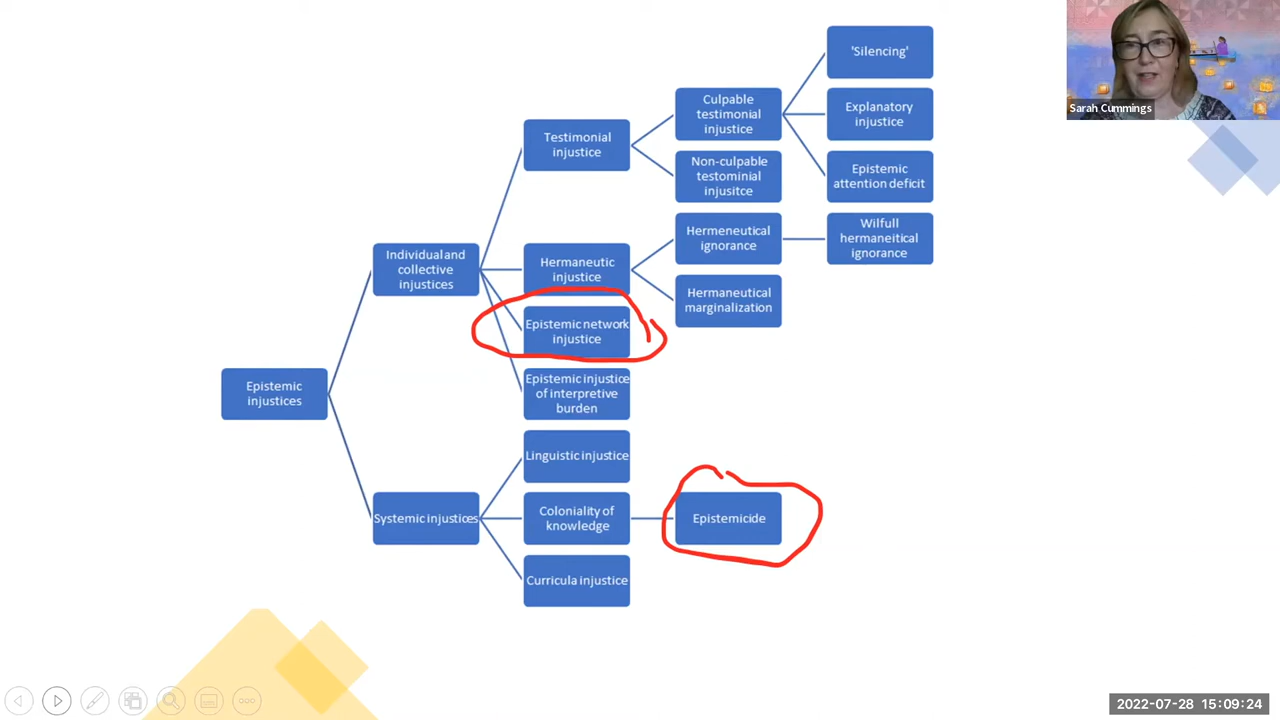 'Silencing'
Culpable
testimonial
injustice
Explanatory
injustice
Testimonial
injustice
Non-culpable
testominial
injusitce
Epistemic
attention deficit
Individual and
collective
injustices
Hermaneutic
injustice
Hermeneutical
ignorance
Wilfull
hermaneitical
ignorance
Hermaneutical
marginalization
Epistemic network
injustice
Epistemic
injustices
Epistemic injustice
of interpretive
burden
Linguistic injustice
Systemic injustices
Coloniality of
knowledge
Epistemicide
Curricula injustice
Sarah Cummings
2022-07-28 15:09:24